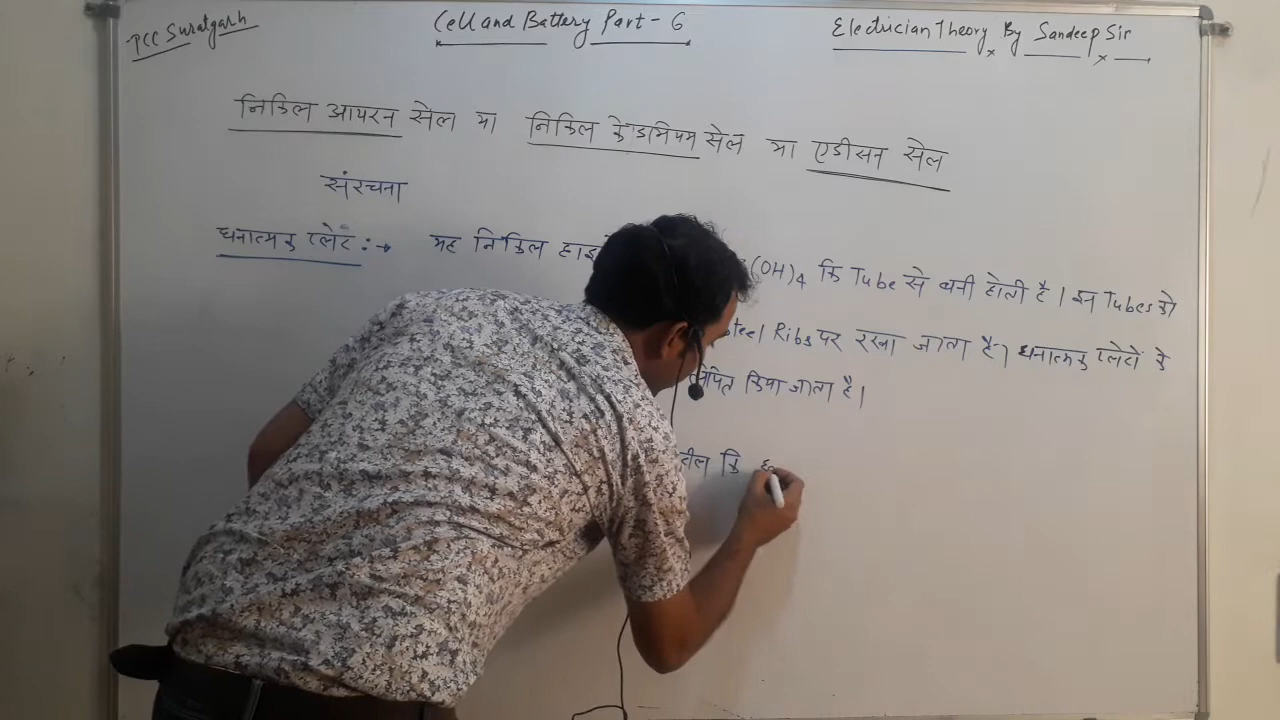 PCC Suratgarh
Cell and Battery Part - 6
Electrician Theory By Sandeep Sir
निकिल आयरन सेल या निकिल केडमियम सेल या एडीसन सेल
संरचना
धनात्मक प्लेट :→ यह निकिल (OH)4 कि Tube से बनी होती है। इन Tubes को
Steel Ribs पर रखा जाता है। धनात्मक प्लेटो के
किया जाता है।
कि